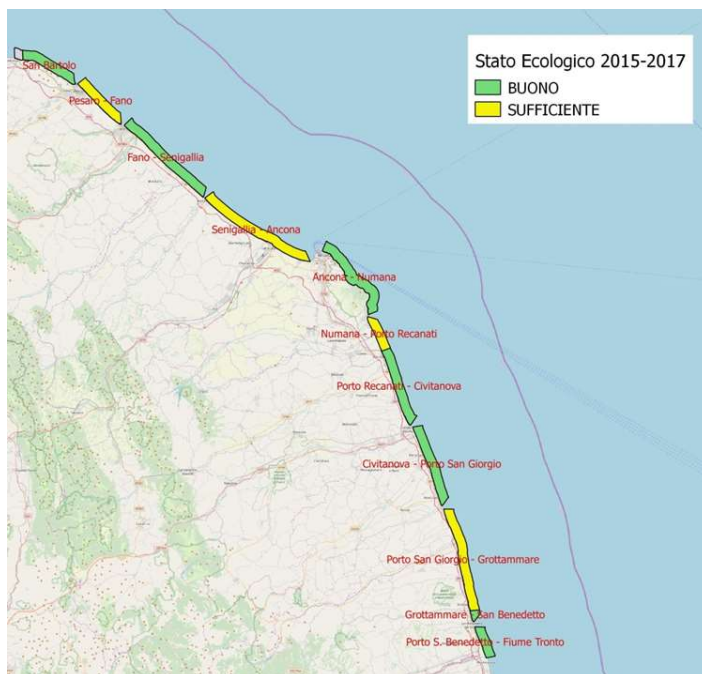 Stato Ecologico 2015-2017
BUONO
SUFFICIENTE
San Bartolo
Pesaro - Fano
Fano - Senigallia
Senigallia - Ancona
Ancona - Numana
Numana - Porto Recanati
Porto Recanati - Civitanova
Civitanova - Porto San Giorgio
Porto San Giorgio - Grottammare
Grottammare - San Benedetto
Porto S. Benedetto - Fiume Tronto